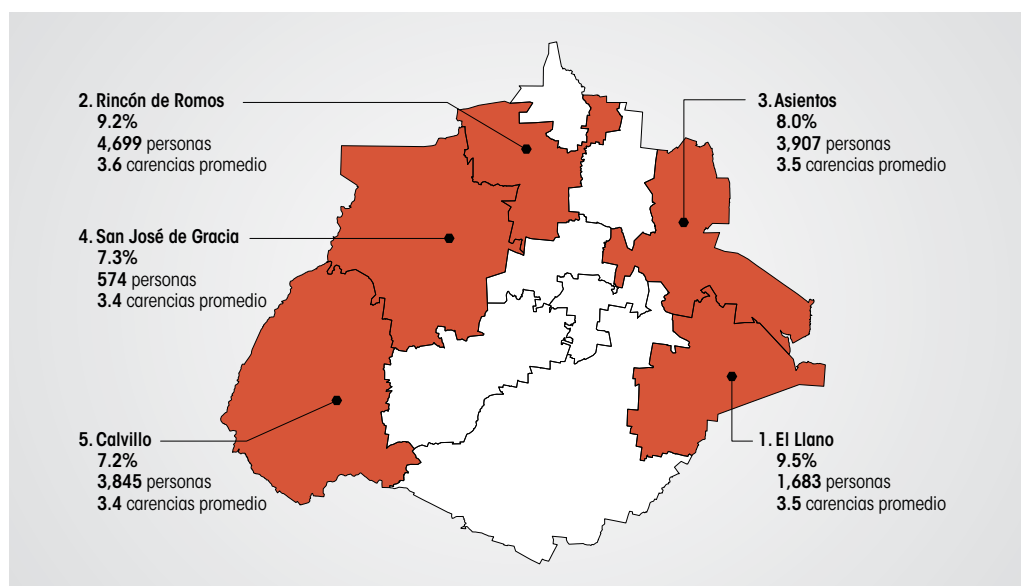 2. Rincón de Romos
9.2%
4,699 personas
3.6 carencias promedio
3. Asientos
8.0%
3,907 personas
3.5 carencias promedio
4. San José de Gracia
7.3%
574 personas
3.4 carencias promedio
5. Calvillo
7.2%
3,845 personas
3.4 carencias promedio
1. El Llano
9.5%
1,683 personas
3.5 carencias promedio